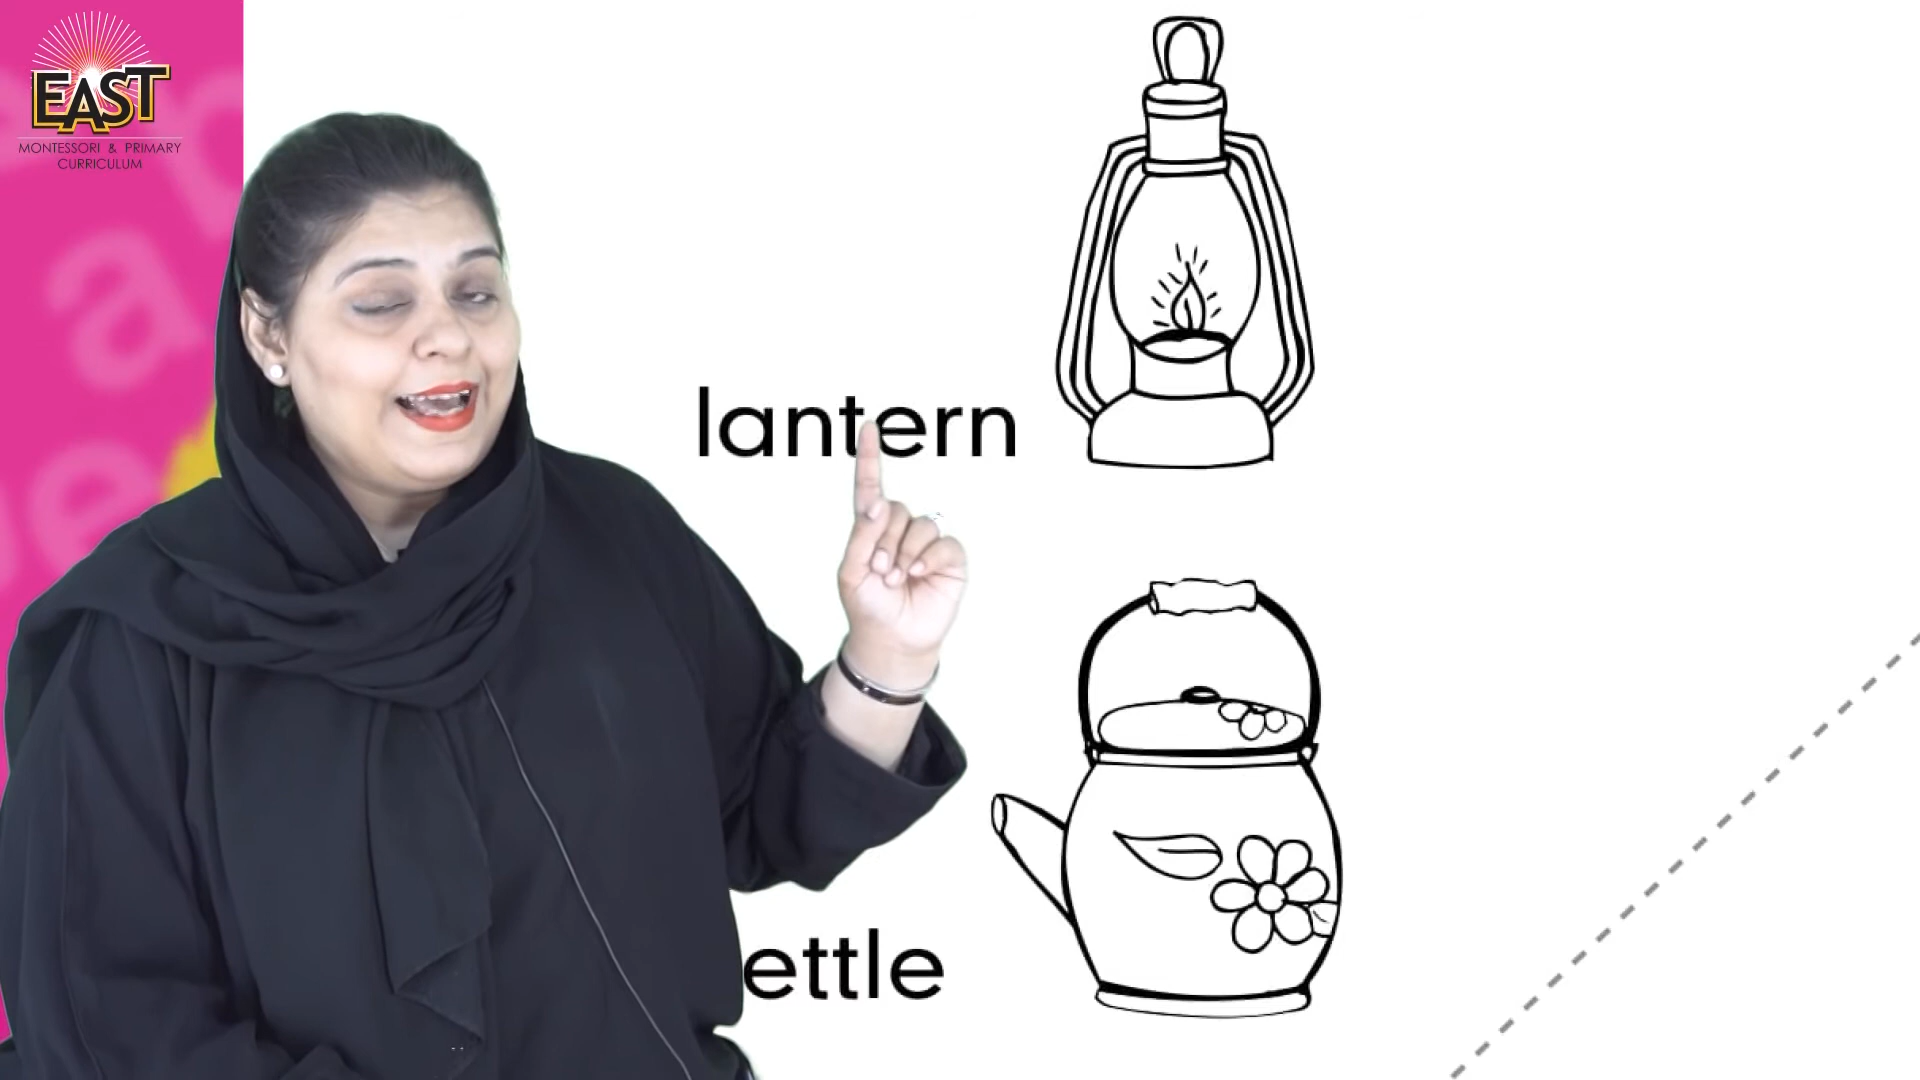 EAST
MONTESSORI & PRIMARY
CURRICULUM
lantern
ettle